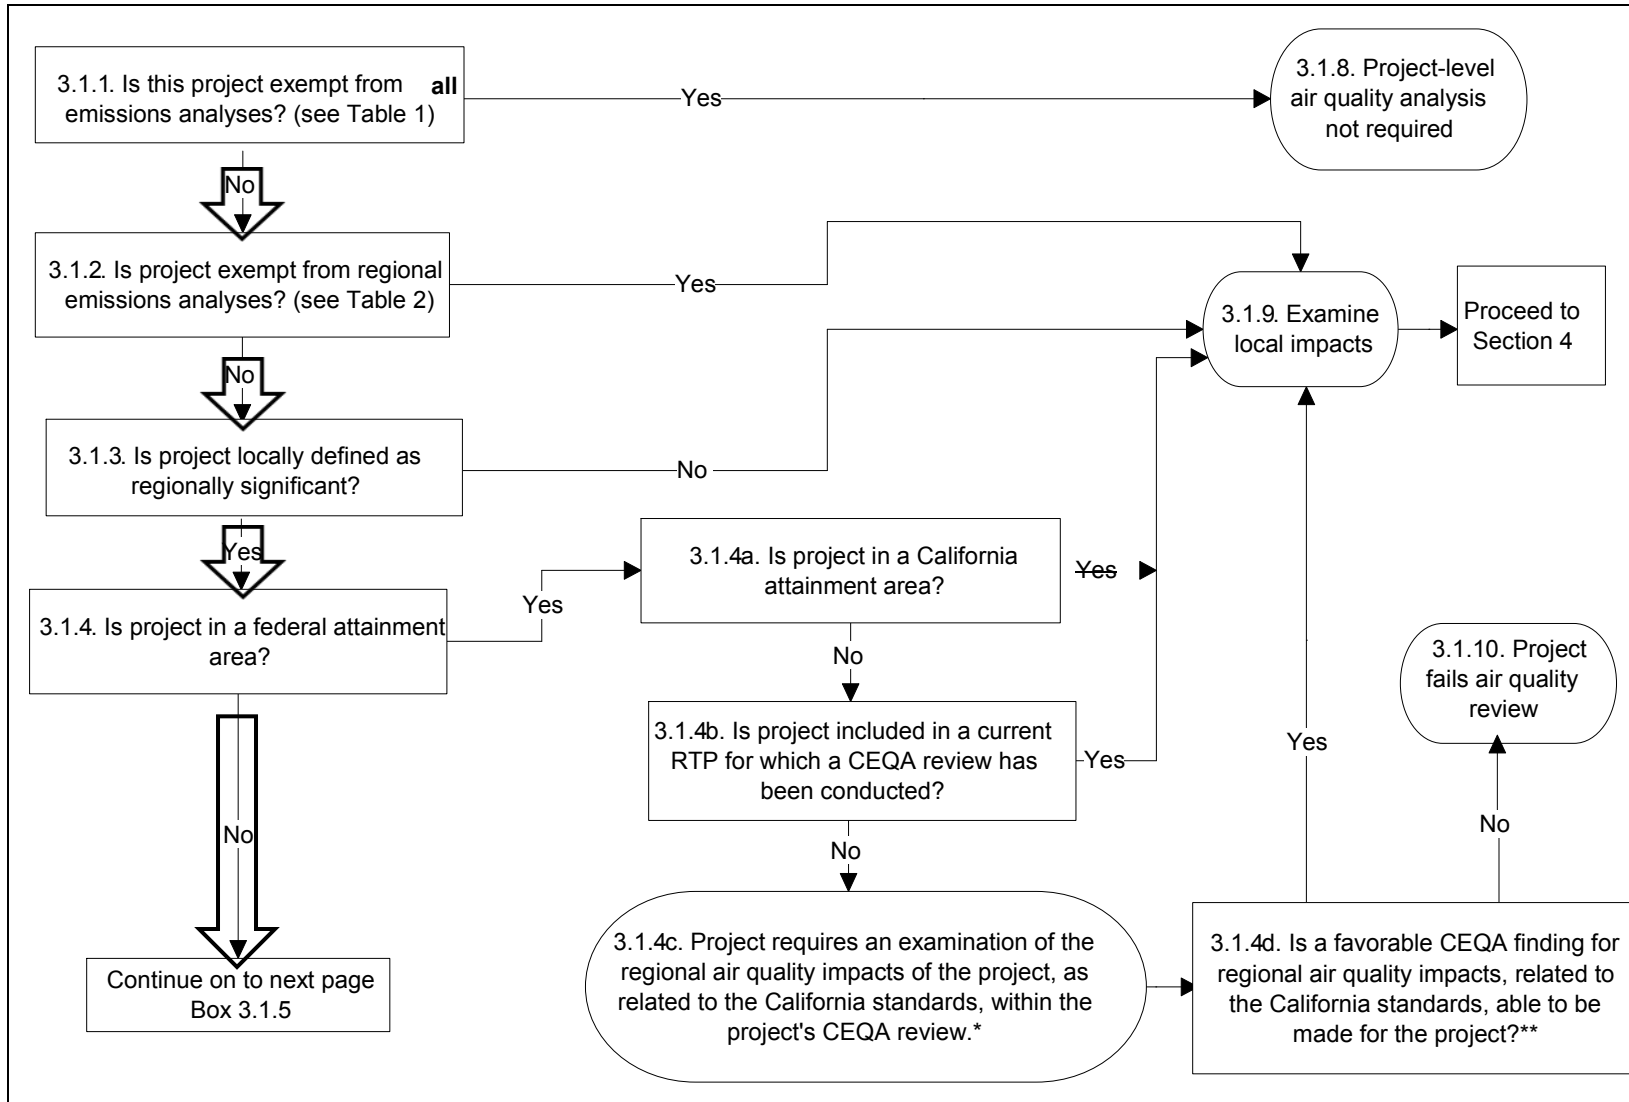 3.1.1. Is this project exempt from all
emissions analyses? (see Table 1)
Yes
3.1.8. Project-level
air quality analysis
not required
No
3.1.2. Is project exempt from regional
emissions analyses? (see Table 2)
Yes
3.1.9. Examine
local impacts
Proceed to
Section 4
No
3.1.3. Is project locally defined as
regionally significant?
No
Yes
3.1.4. Is project in a federal attainment
area?
Yes
3.1.4a. Is project in a California
attainment area?
Yes
No
3.1.4b. Is project included in a current
RTP for which a CEQA review has
been conducted?
Yes
No
3.1.4c. Project requires an examination of the
regional air quality impacts of the project, as
related to the California standards, within the
project's CEQA review.*
3.1.4d. Is a favorable CEQA finding for
regional air quality impacts, related to
the California standards, able to be
made for the project?**
Yes
No
3.1.10. Project
fails air quality
review
No
Continue on to next page
Box 3.1.5